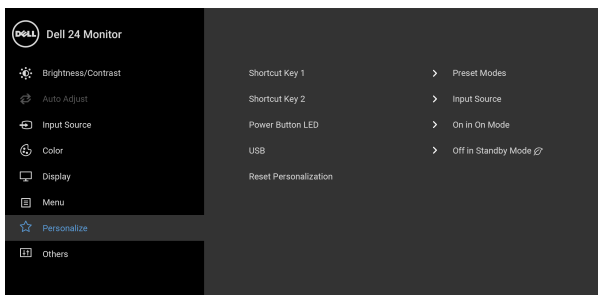 DELL Dell 24 Monitor
Brightness/Contrast
Auto Adjust
Input Source
Color
Display
Menu
Personalize
Others
Shortcut Key 1 > Preset Modes
Shortcut Key 2 > Input Source
Power Button LED > On in On Mode
USB > Off in Standby Mode
Reset Personalization